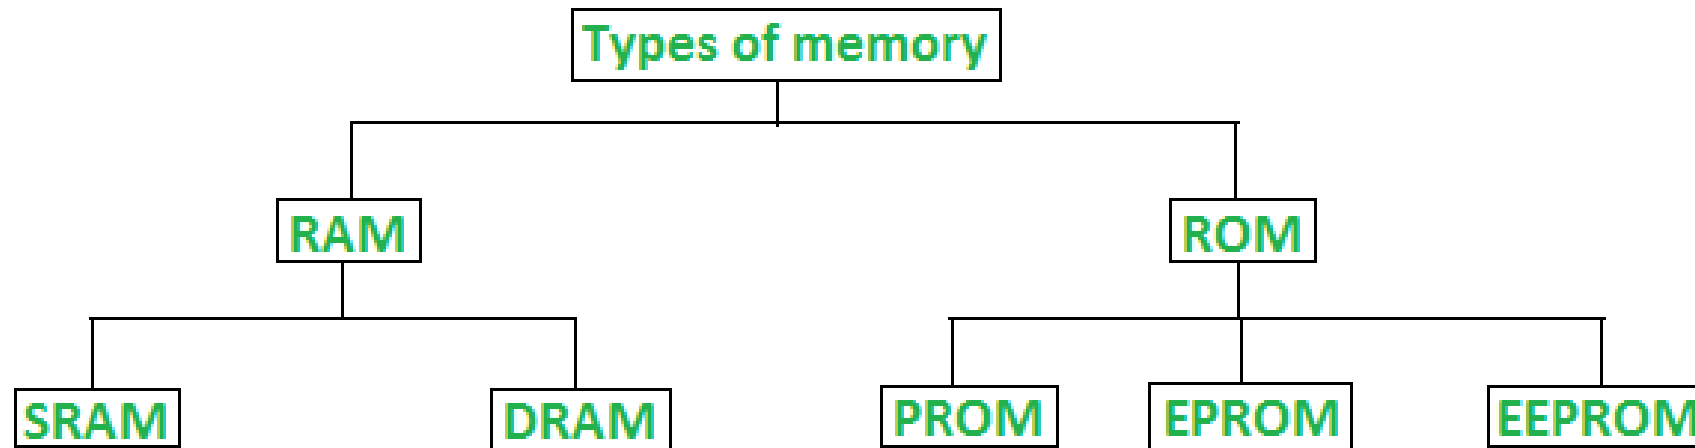 Types of memory
RAM
ROM
SRAM
DRAM
PROM
EPROM
EEPROM